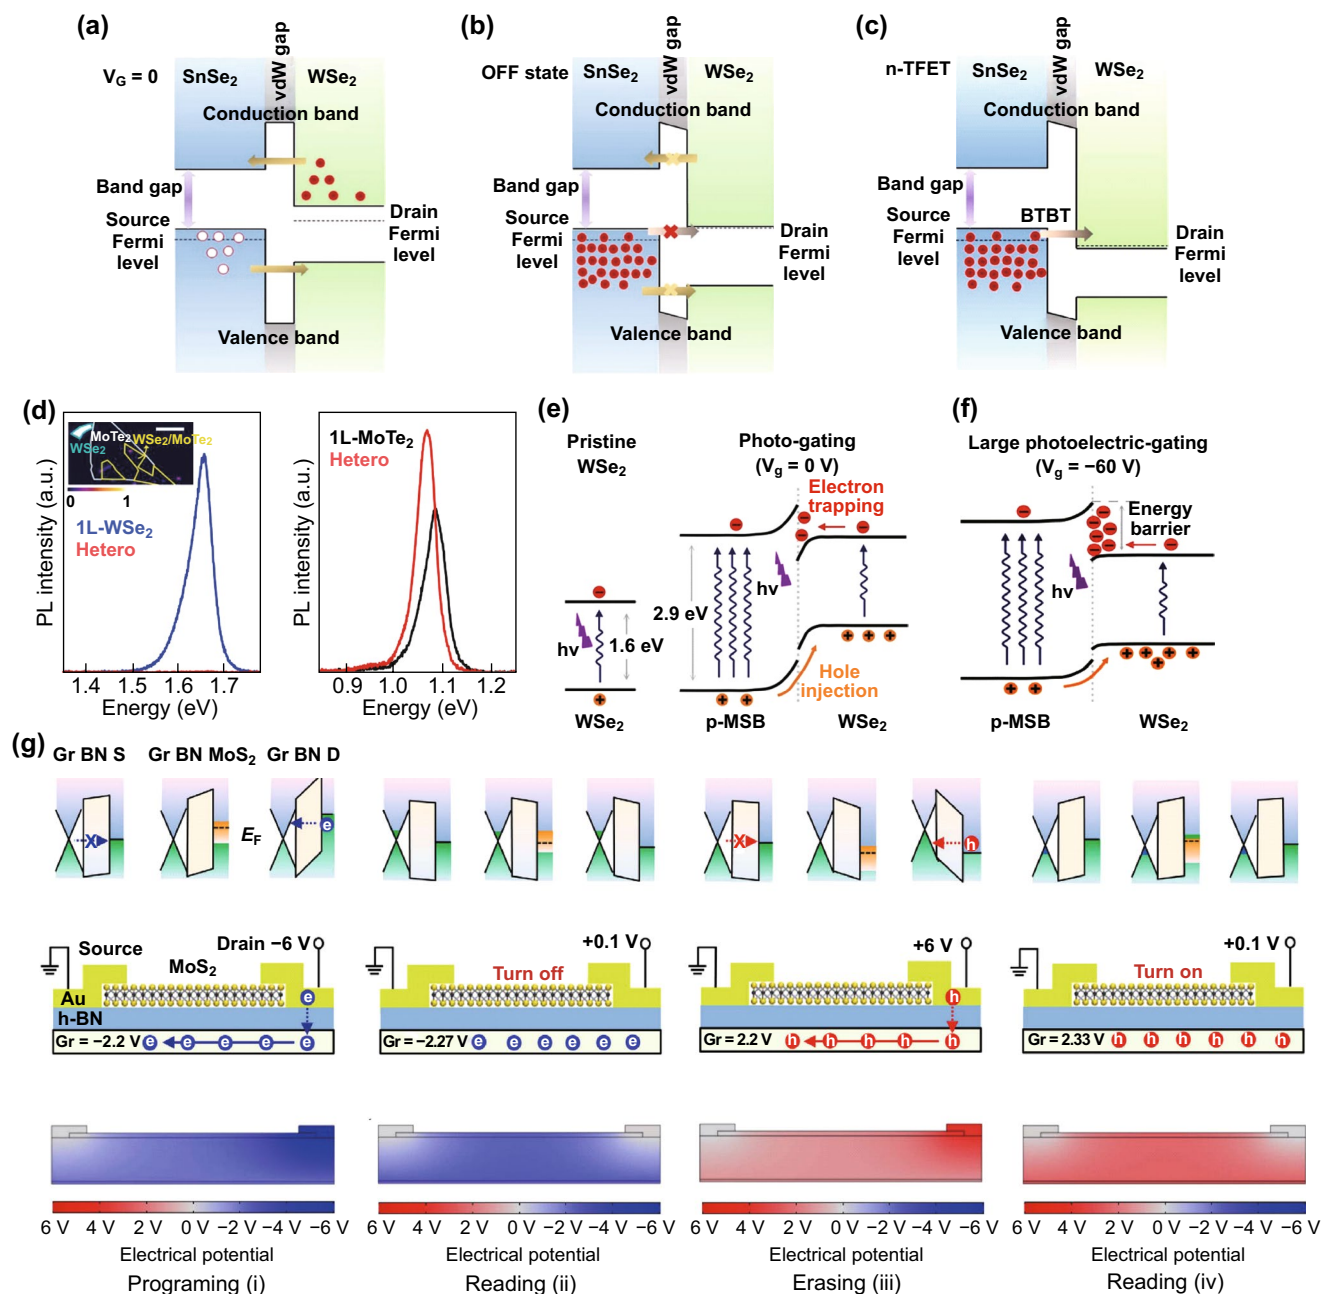 (a)
V_G = 0
SnSe₂
vdW gap
WSe₂
Conduction band
Band gap
Source
Fermi
level
Drain
Fermi
level
Valence band
(b)
OFF state
SnSe₂
vdW gap
WSe₂
Conduction band
Band gap
Source
Fermi
level
Drain
Fermi
level
Valence band
(c)
n-TFET
SnSe₂
vdW gap
WSe₂
Conduction band
Band gap
Source
Fermi
level
BTBT
Drain
Fermi
level
Valence band
(d)
MoTe₂
WSe₂/MoTe₂
WSe₂
0 1
1L-WSe₂
Hetero
PL intensity (a.u.)
1.4 1.5 1.6 1.7
Energy (eV)
1L-MoTe₂
Hetero
PL intensity (a.u.)
0.9 1.0 1.1 1.2
Energy (eV)
(e)
Pristine
WSe₂
Photo-gating
(V_g = 0 V)
Electron
trapping
hv
1.6 eV
2.9 eV
hv
Hole
injection
WSe₂
p-MSB
WSe₂
(f)
Large photoelectric-gating
(V_g = −60 V)
Energy
barrier
hv
p-MSB
WSe₂
(g)
Gr BN S Gr BN MoS₂ Gr BN D
X
E_F
e
X
h
Source
Drain −6 V
MoS₂
Au
h-BN
e
Gr = −2.2 V e e e e e
+0.1 V
Turn off
Gr = −2.27 V e e e e e e
+6 V
h
Gr = 2.2 V h h h h h
+0.1 V
Turn on
Gr = 2.33 V h h h h h h
6 V 4 V 2 V 0 V −2 V −4 V −6 V
Electrical potential
Programing (i)
6 V 4 V 2 V 0 V −2 V −4 V −6 V
Electrical potential
Reading (ii)
6 V 4 V 2 V 0 V −2 V −4 V −6 V
Electrical potential
Erasing (iii)
6 V 4 V 2 V 0 V −2 V −4 V −6 V
Electrical potential
Reading (iv)